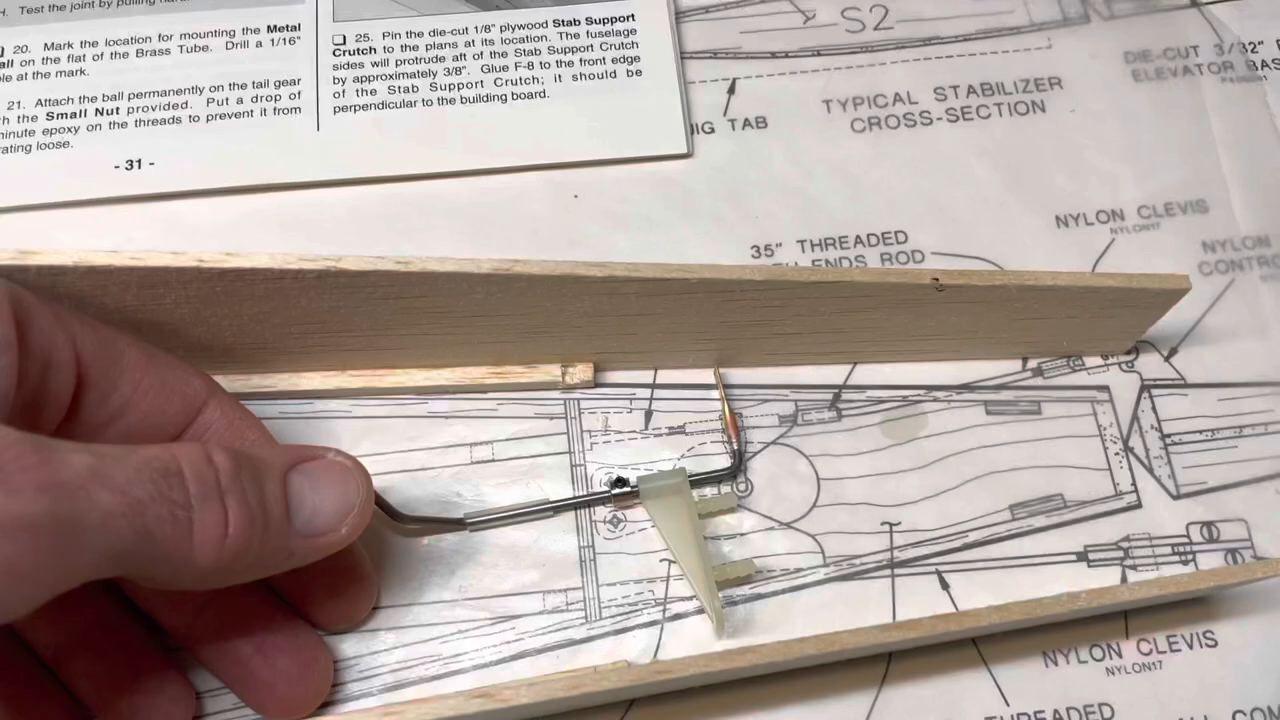 H. Test the joint by pulling
20. Mark the location for mounting the Metal
on the flat of the Brass Tube. Drill a 1/16"
at the mark.
21. Attach the ball permanently on the tail gear
the Small Nut provided. Put a drop of
minute epoxy on the threads to prevent it from
loose.
- 31 -
25. Pin the die-cut 1/8" plywood Stab Support
Crutch to the plans at its location. The fuselage
sides will protrude aft of the Stab Support Crutch
by approximately 3/8". Glue F-8 to the front edge
of the Stab Support Crutch; it should be
perpendicular to the building board.
S2
JIG TAB
TYPICAL STABILIZER
CROSS-SECTION
DIE-CUT 3/32"
ELEVATOR
35" THREADED
ENDS ROD
NYLON CLEVIS
NYLON17
NYLON
NYLON CLEVIS
NYLON17
THREADED